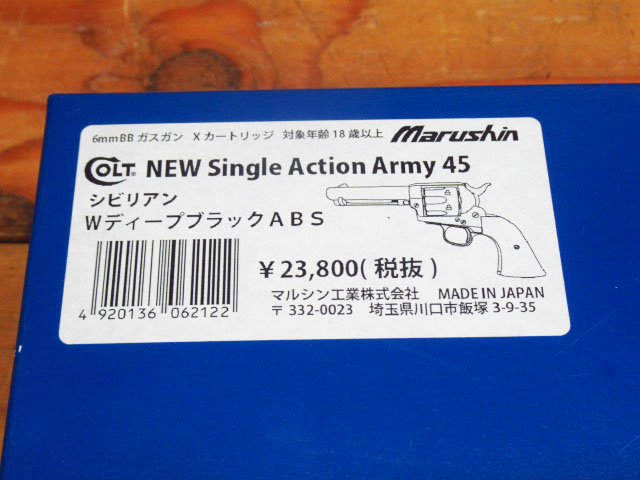 6mmBB ガスガン Xカートリッジ 対象年齢18歳以上 Marushin
COLT NEW Single Action Army 45
シビリアン
WディープブラックABS
¥23,800(税抜)
マルシン工業株式会社 MADE IN JAPAN
〒332-0023 埼玉県川口市飯塚3-9-35
4 920136 062122